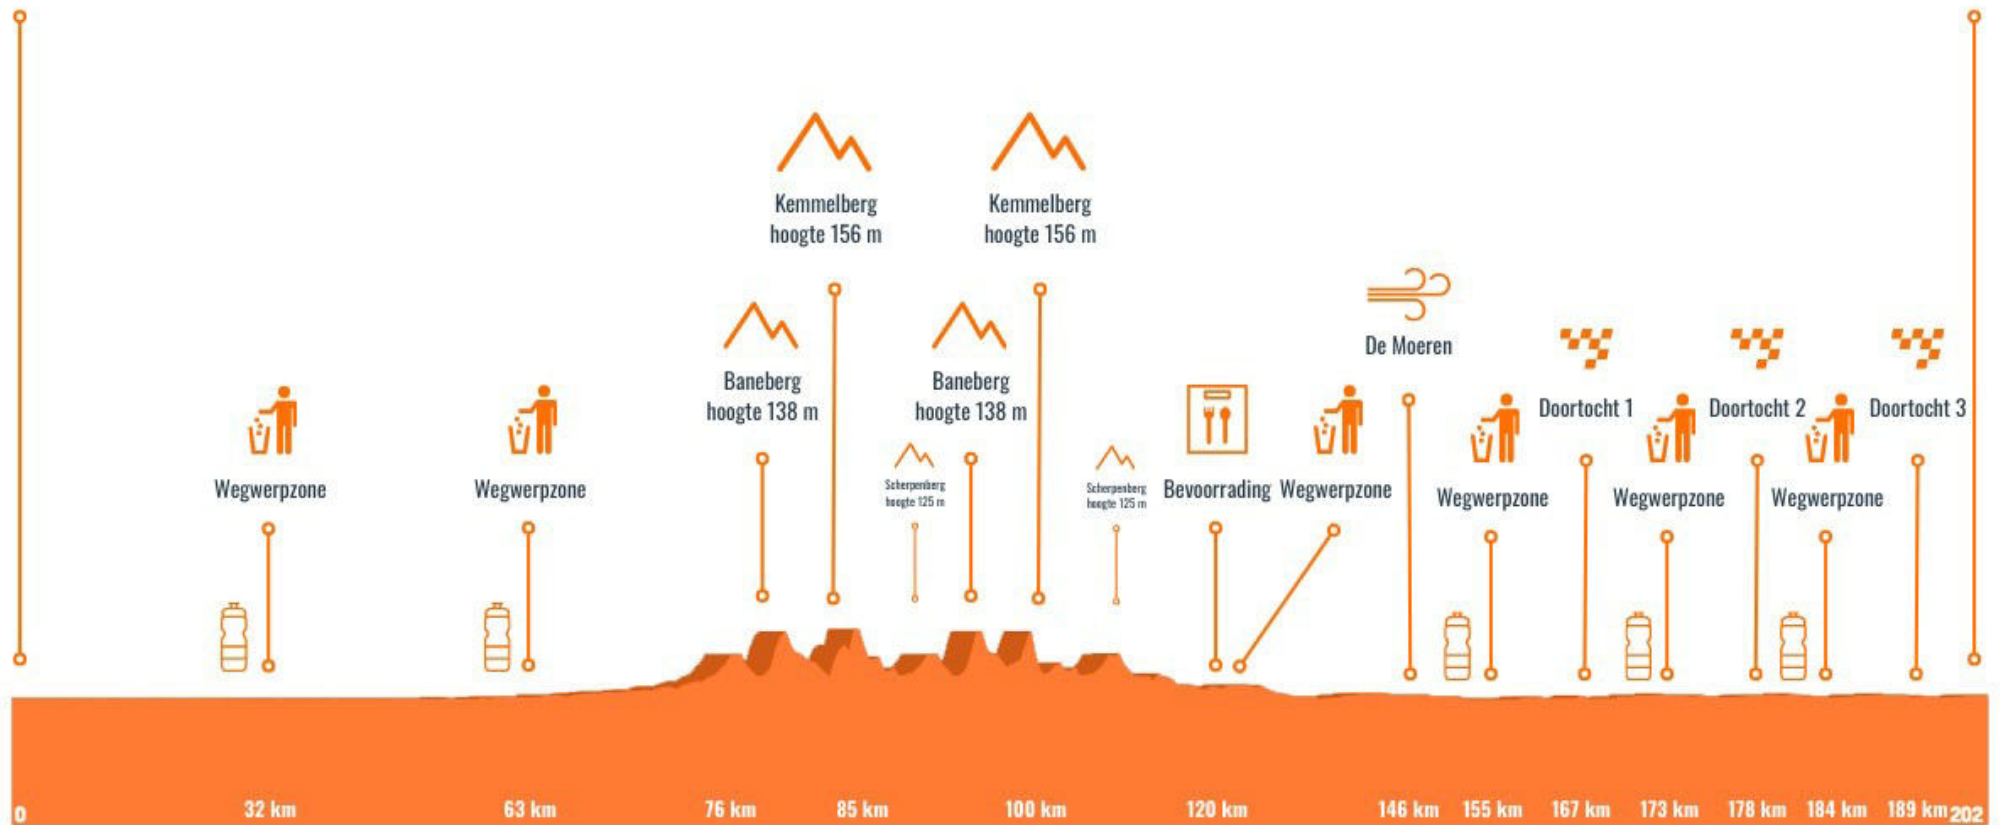 Kemmelberg
hoogte 156 m
Kemmelberg
hoogte 156 m
De Moeren
Baneberg
hoogte 138 m
Baneberg
hoogte 138 m
Doortocht 1
Doortocht 2
Doortocht 3
Wegwerpzone
Wegwerpzone
Scherpenberg
hoogte 125 m
Scherpenberg
hoogte 125 m
Bevoorrading
Wegwerpzone
Wegwerpzone
Wegwerpzone
Wegwerpzone
0
32 km
63 km
76 km
85 km
100 km
120 km
146 km
155 km
167 km
173 km
178 km
184 km
189 km
202